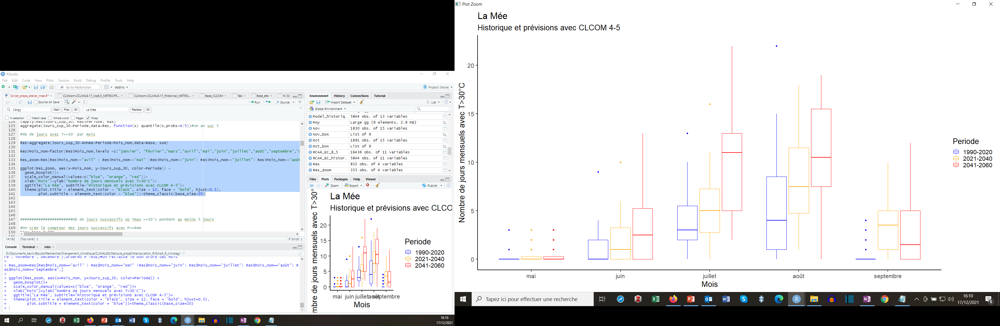 RStudio
File Edit Code View Plots Session Build Debug Profile Tools Help
Go to file/function Addins Project: (None)
Script_prepa_atelier_mee.R* CLMcom.CCLM4.8.17_rcp8.5_METEO.FR... CLMcom.CCLM4.8.17_Historical_METEO... Base_CLCOM Tab Base_ete
Source on Save Run Source
Cergy Next Prev All La Mée Replace All
In selection Match case Whole word Regex Wrap
124 tapply(Res$Jours_sup_30, Res$Periode, max)
125 aggregate(Jours_sup_30~Periode,data=Res, function(x) quantile(x,probs=4/5))#Un an sur 5
126
127 #Nb de jours avec T>=30° par mois
128
129 Res=aggregate(Jours_sup_30~Annee+Periode+Mois_nom,data=Base, sum)
130
131 Res$Mois_nom=factor(Res$Mois_nom,levels =c("janvier", "février","mars","avril","mai","juin","juillet","août","septembre","o
132
133 Res_zoom=Res[Res$Mois_nom=="avil" | Res$Mois_nom=="mai" |Res$Mois_nom=="juin"| Res$Mois_nom=="juillet"| Res$Mois_nom=="août
134
135 ggplot(Res_zoom, aes(x=Mois_nom, y=Jours_sup_30, color=Periode)) +
136 geom_boxplot()+
137 scale_color_manual(values=c("blue", "orange", "red"))+
138 xlab("Mois")+ylab("Nombre de jours mensuels avec T>30°C")+
139 ggtitle("La Mée", subtitle="Historique et prévisions avec CLCOM 4-5")+
140 theme(plot.title = element_text(color = "black", size = 12, face = "bold", hjust=0.5),
141 plot.subtitle = element_text(color = "blue"))+theme_classic(base_size=20)
142
143
144
145
146
147 #######################Nb de jours successifs où Tmax >=30°c pendant au moins 5 jours
148
149 #On crée le compteur des jours successifs avec P<=4mm
150
151
141:82 (Top Level) R Script
Console Terminal Jobs
D:/Documents_kevin/Boulot/Recherche/Changement_climatique/CLIMALEG/Deroule_projet/Manipulation_R/Script_R_climaleg/
re", "novembre","décembre"),ordered = TRUE)#On reclasse le bon ordre des mois
>
> Res_zoom=Res[Res$Mois_nom=="avil" | Res$Mois_nom=="mai" |Res$Mois_nom=="juin"| Res$Mois_nom=="juillet"| Res$Mois_nom=="août"| R
es$Mois_nom=="septembre",]
>
> ggplot(Res_zoom, aes(x=Mois_nom, y=Jours_sup_30, color=Periode)) +
+ geom_boxplot()+
+ scale_color_manual(values=c("blue", "orange", "red"))+
+ xlab("Mois")+ylab("Nombre de jours mensuels avec T>30°C")+
+ ggtitle("La Mée", subtitle="Historique et prévisions avec CLCOM 4-5")+
+ theme(plot.title = element_text(color = "black", size = 12, face = "bold", hjust=0.5),
+ plot.subtitle = element_text(color = "blue"))+theme_classic(base_size=20)
>
Environment History Connections Tutorial
Import Dataset List
Global Environment
Model_historiq... 5844 obs. of 13 variables
Moy Large gg (9 elements, 2.8 MB)
Nov 1830 obs. of 15 variables
Nov_box List of 9
Oct 1891 obs. of 15 variables
Oct_box List of 9
RCA4_EC_8_5 16436 obs. of 11 variables
RCA4_EC_histor... 5844 obs. of 11 variables
Res 852 obs. of 4 variables
Res_zoom 355 obs. of 4 variables
Files Plots Packages Help Viewer
Zoom Export Publish
La Mée
Historique et prévisions avec CLCO
mbre de jours mensuels avec T>30°
20
15
10
5
0
mai juin juillet août septembre
Mois
Periode
1990-2020
2021-2040
2041-2060
16:10
17/12/2021
Plot Zoom
La Mée
Historique et prévisions avec CLCOM 4-5
Nombre de jours mensuels avec T>30°C
20
15
10
5
0
mai juin juillet août septembre
Mois
Periode
1990-2020
2021-2040
2041-2060
Tapez ici pour effectuer une recherche
16:10
17/12/2021
6